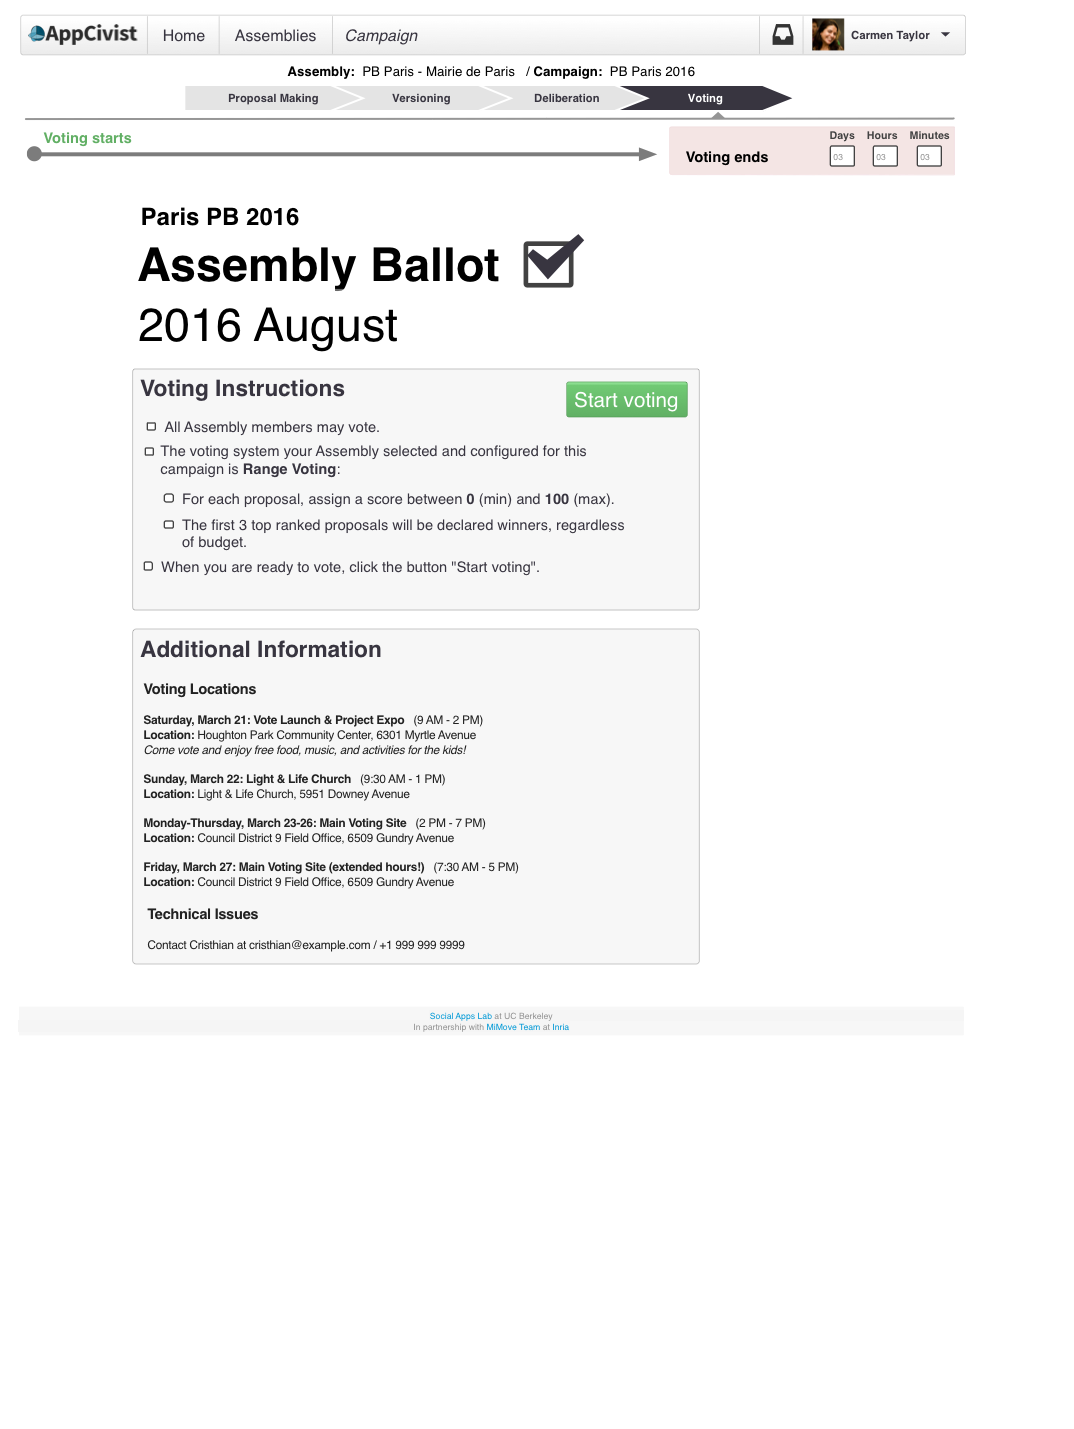 AppCivist Home Assemblies Campaign Carmen Taylor
Assembly: PB Paris - Mairie de Paris / Campaign: PB Paris 2016
Proposal Making Versioning Deliberation Voting
Voting starts
Days Hours Minutes
Voting ends 03 03 03
Paris PB 2016
Assembly Ballot
2016 August
Voting Instructions
Start voting
All Assembly members may vote.
The voting system your Assembly selected and configured for this
campaign is Range Voting:
For each proposal, assign a score between 0 (min) and 100 (max).
The first 3 top ranked proposals will be declared winners, regardless
of budget.
When you are ready to vote, click the button "Start voting".
Additional Information
Voting Locations
Saturday, March 21: Vote Launch & Project Expo (9 AM - 2 PM)
Location: Houghton Park Community Center, 6301 Myrtle Avenue
Come vote and enjoy free food, music, and activities for the kids!
Sunday, March 22: Light & Life Church (9:30 AM - 1 PM)
Location: Light & Life Church, 5951 Downey Avenue
Monday-Thursday, March 23-26: Main Voting Site (2 PM - 7 PM)
Location: Council District 9 Field Office, 6509 Gundry Avenue
Friday, March 27: Main Voting Site (extended hours!) (7:30 AM - 5 PM)
Location: Council District 9 Field Office, 6509 Gundry Avenue
Technical Issues
Contact Cristhian at cristhian@example.com / +1 999 999 9999
Social Apps Lab at UC Berkeley
In partnership with MiMove Team at Inria